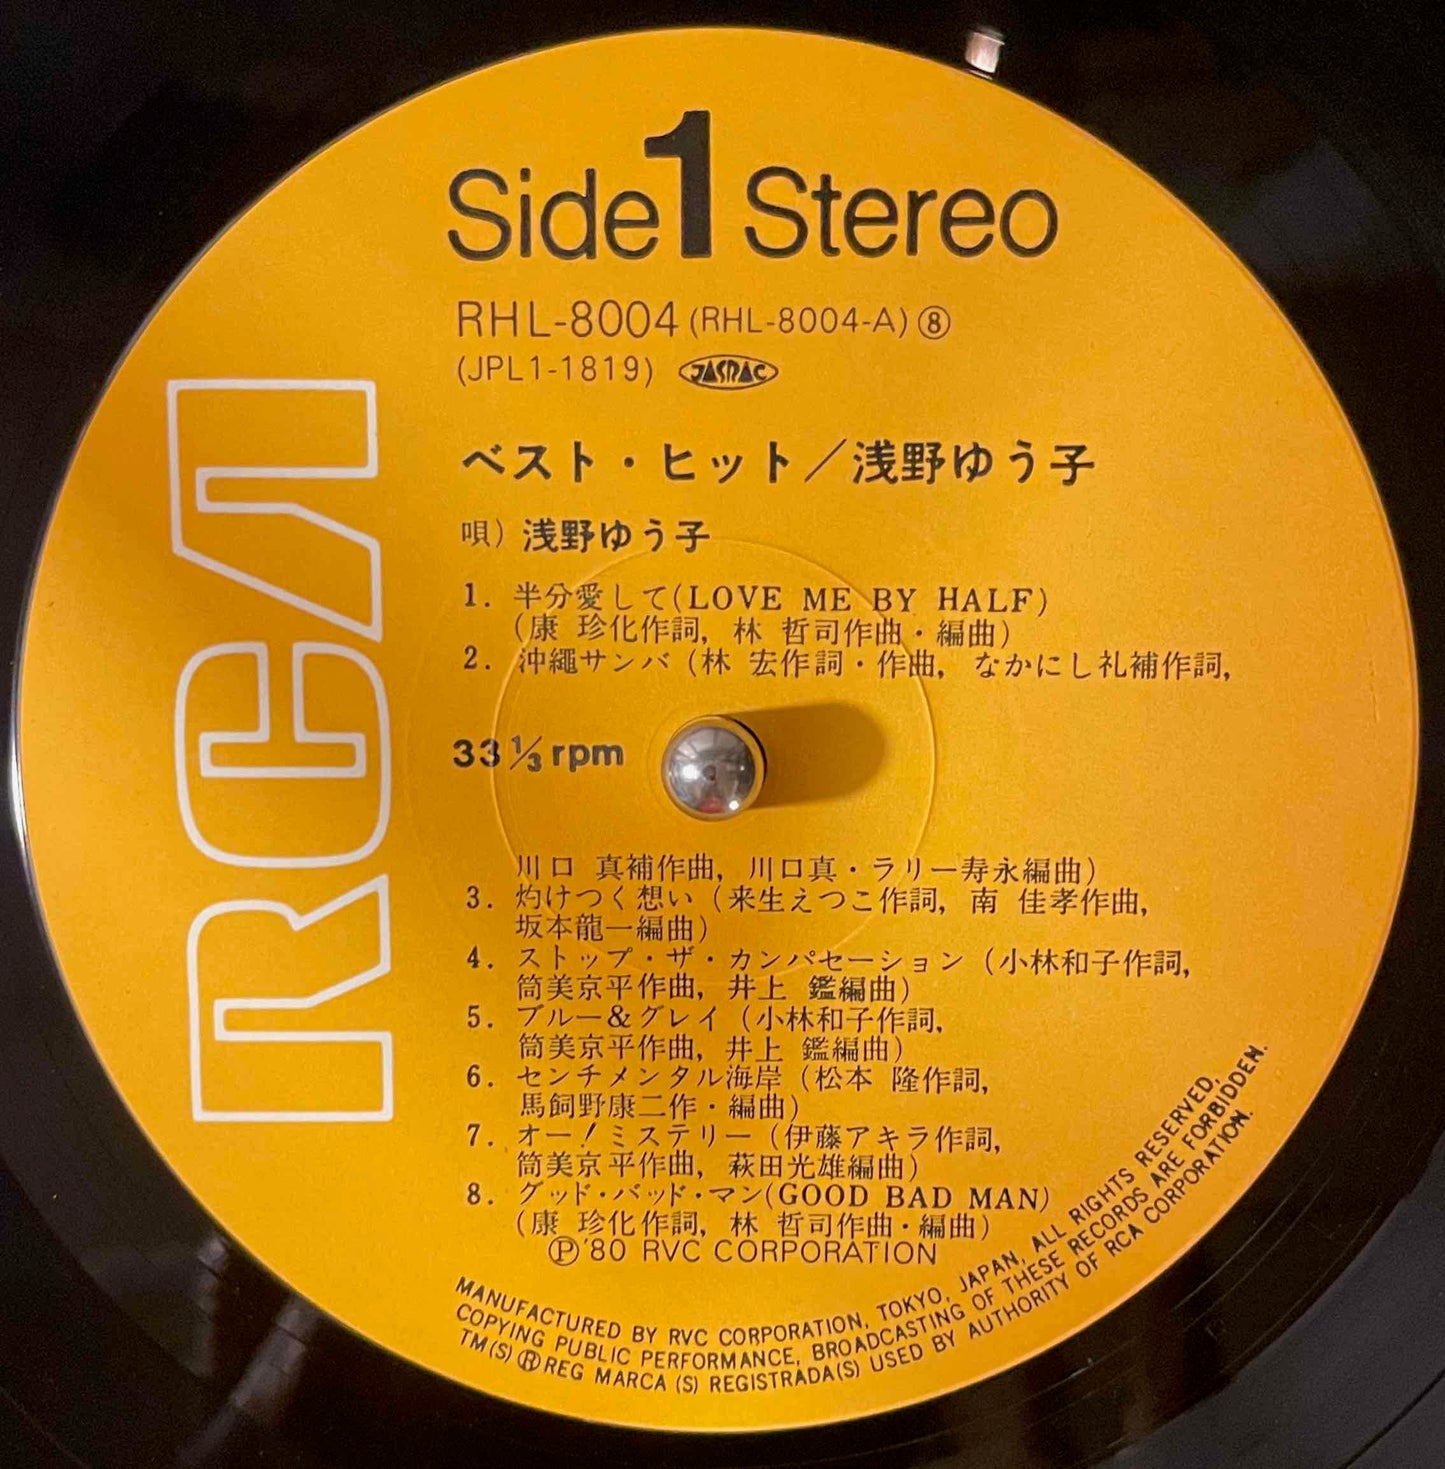 Side 1 Stereo
RHL-8004 (RHL-8004-A) ⑧
(JPL1-1819) JASRAC
RCA
ベスト・ヒット／浅野ゆう子
唄) 浅野ゆう子
1. 半分愛して(LOVE ME BY HALF)
(康 珍化作詞, 林 哲司作曲・編曲)
2. 沖縄サンバ (林 宏作詞・作曲, なかにし礼補作詞,
33 1/3 rpm
川口 真補作曲, 川口真・ラリー寿永編曲)
3. 灼けつく想い (来生えつこ作詞, 南 佳孝作曲,
坂本龍一編曲)
4. ストップ・ザ・カンバセーション (小林和子作詞,
筒美京平作曲, 井上 鑑編曲)
5. ブルー&グレイ (小林和子作詞,
筒美京平作曲, 井上 鑑編曲)
6. センチメンタル海岸 (松本 隆作詞,
馬飼野康二作・編曲)
7. オー! ミステリー (伊藤アキラ作詞,
筒美京平作曲, 萩田光雄編曲)
8. グッド・バッド・マン(GOOD BAD MAN)
(康 珍化作詞, 林 哲司作曲・編曲)
Ⓟ'80 RVC CORPORATION
MANUFACTURED BY RVC CORPORATION, TOKYO, JAPAN, ALL RIGHTS RESERVED,
COPYING PUBLIC PERFORMANCE, BROADCASTING OF THESE RECORDS ARE FORBIDDEN.
TM(S) ® REG MARCA (S) REGISTRADA(S) USED BY AUTHORITY OF RCA CORPORATION.